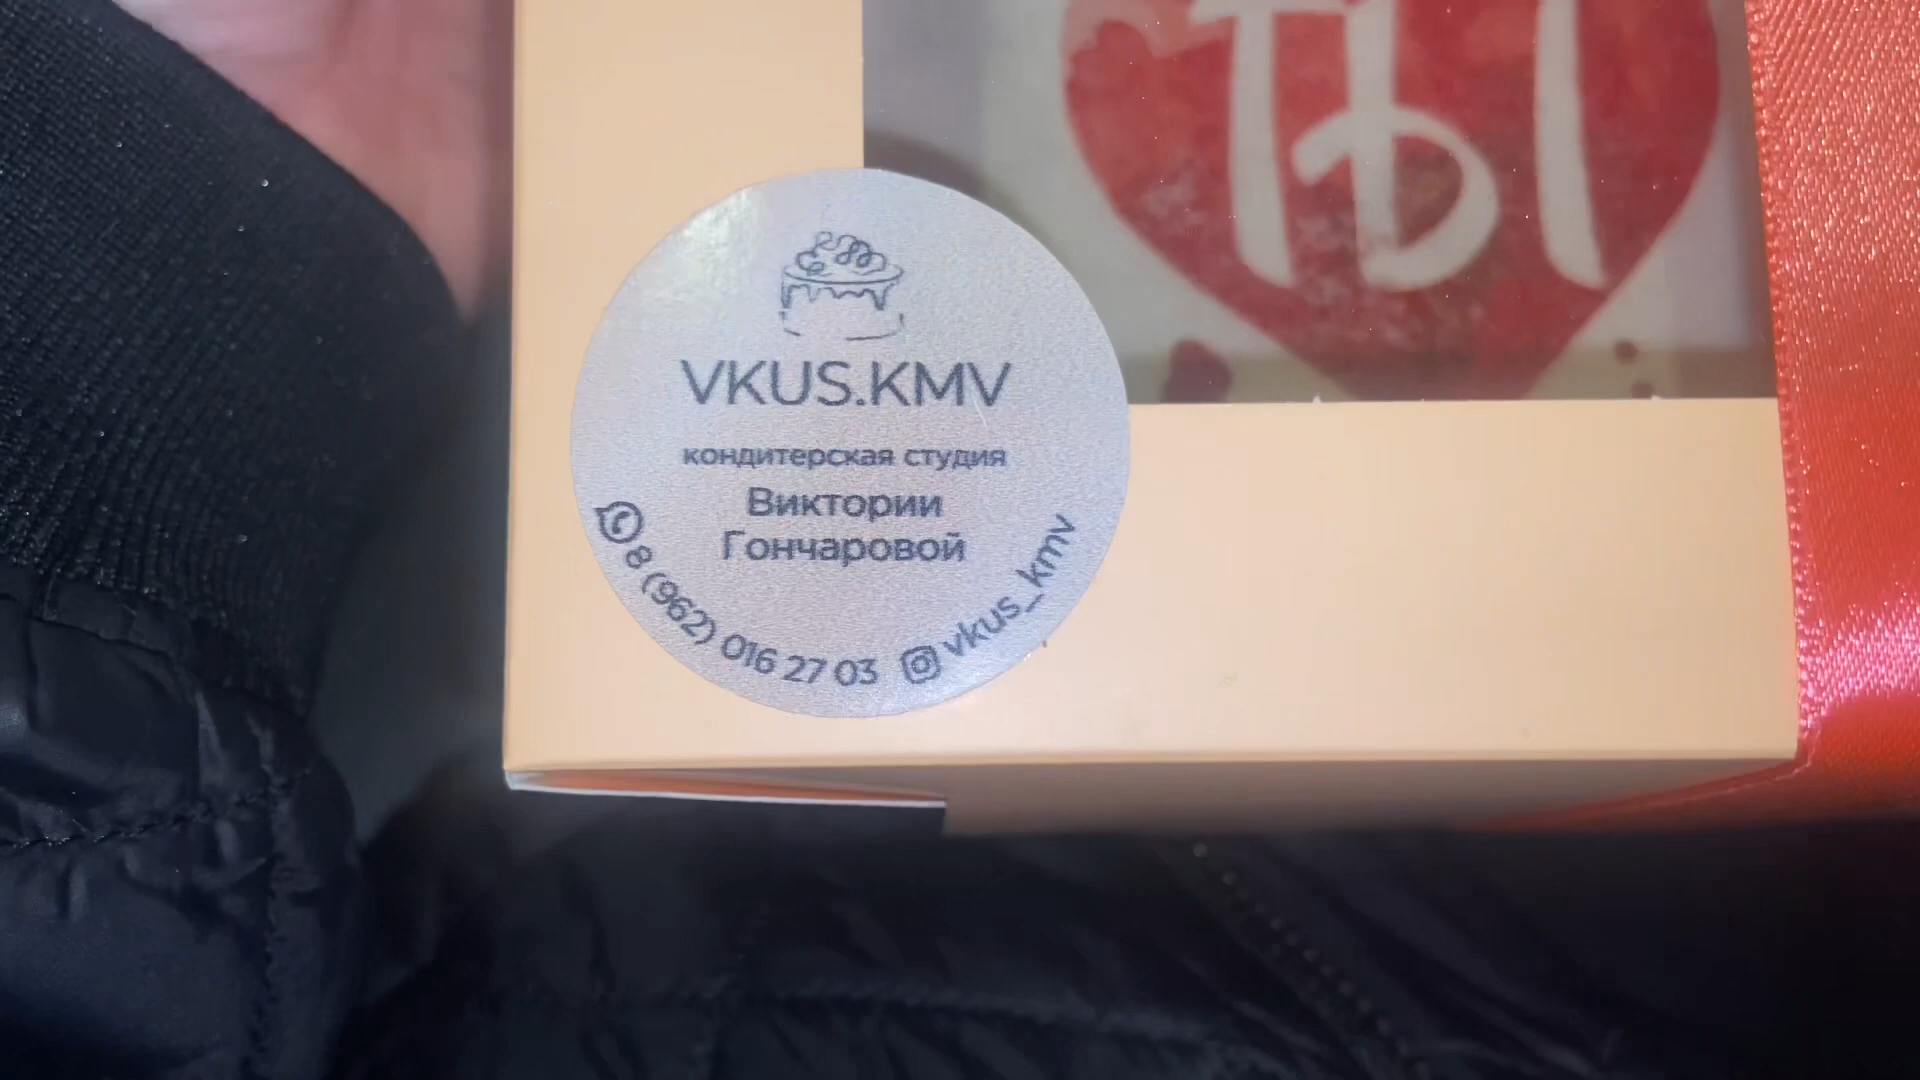 ТЫ
VKUS.KMV
кондитерская студия
Виктории
Гончаровой
8 (962) 016 27 03
vkus_kmv